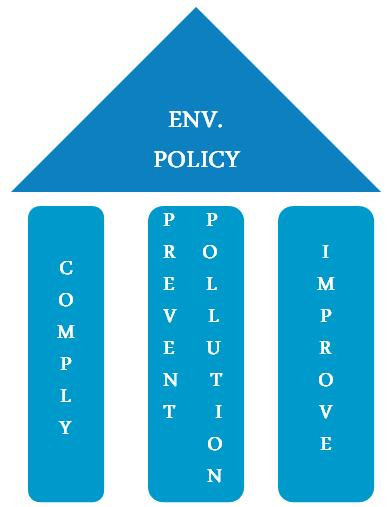 ENV.
POLICY
COMPLY
PREVENT
POLLUTION
IMPROVE